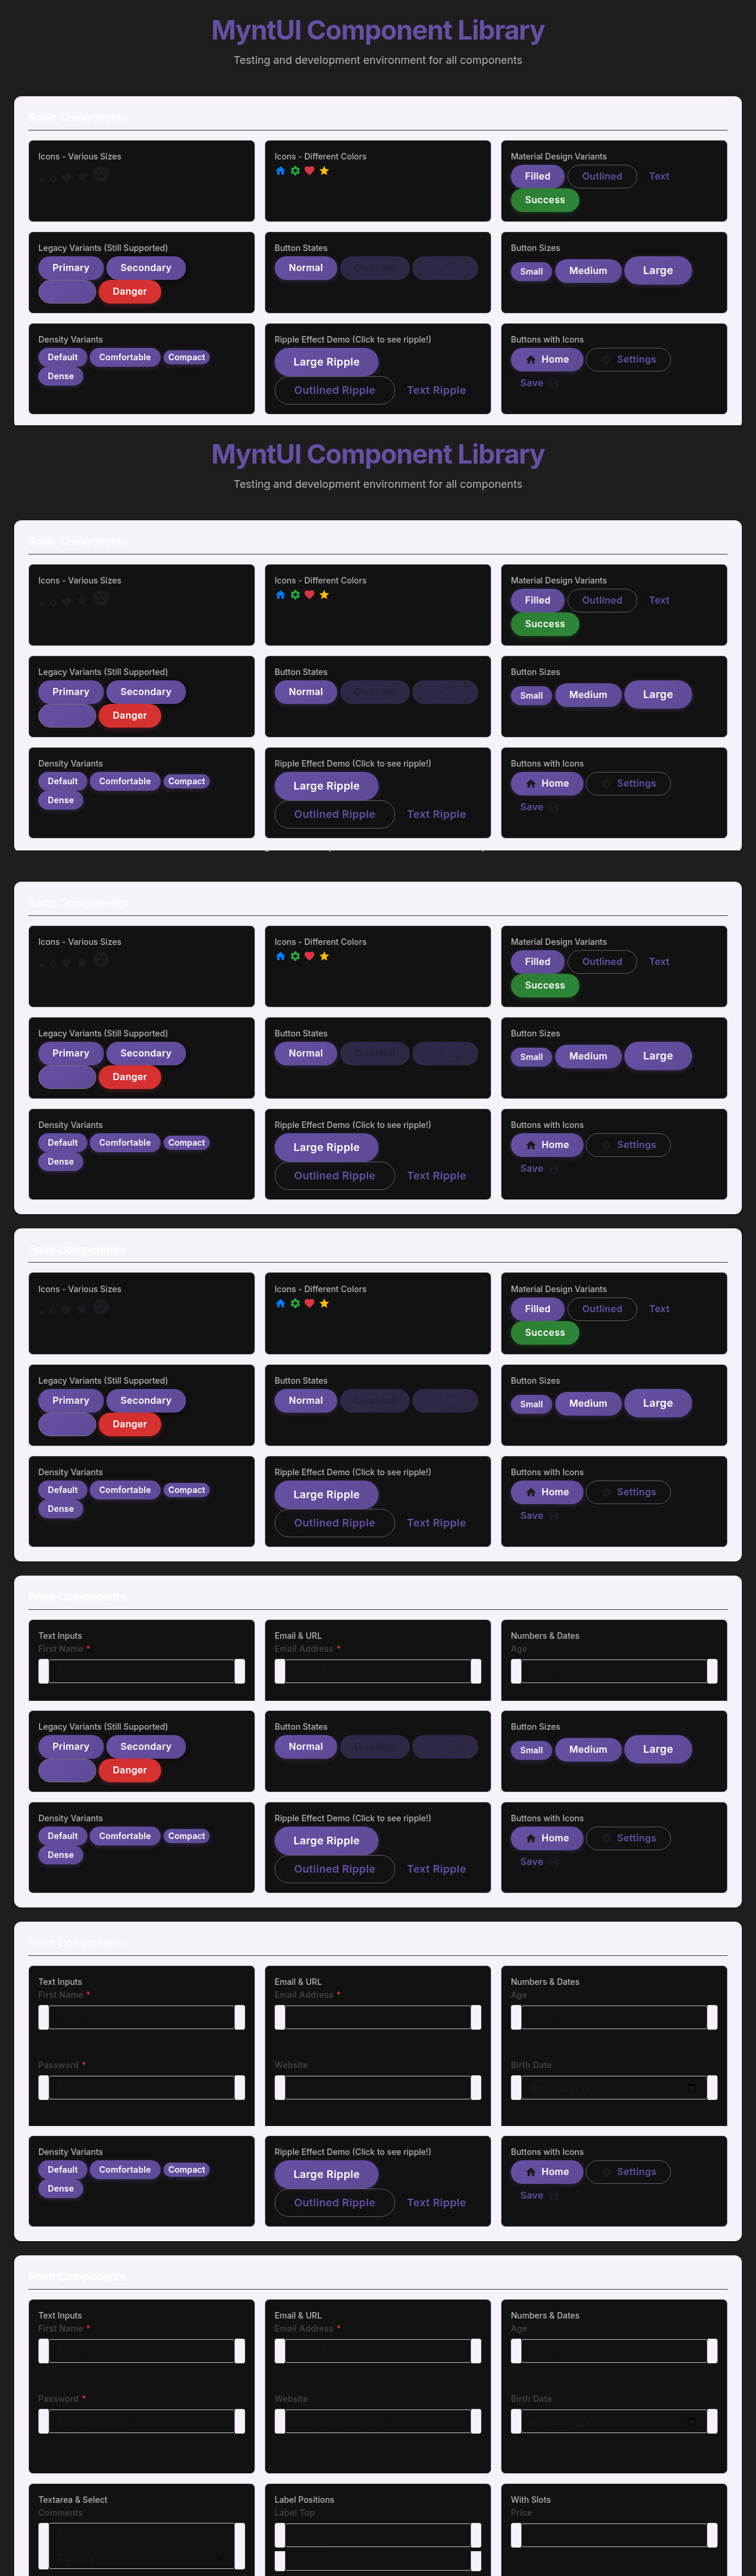 MyntUI Component Library
Testing and development environment for all components
Basic Components
Icons - Various Sizes
Icons - Different Colors
Material Design Variants
Filled Outlined Text
Success
Legacy Variants (Still Supported)
Button States
Button Sizes
Primary Secondary
Danger
Normal Disabled
Small Medium Large
Density Variants
Ripple Effect Demo (Click to see ripple!)
Buttons with Icons
Default Comfortable Compact
Dense
Large Ripple
Outlined Ripple Text Ripple
Home Settings
Save
MyntUI Component Library
Testing and development environment for all components
Basic Components
Icons - Various Sizes
Icons - Different Colors
Material Design Variants
Filled Outlined Text
Success
Legacy Variants (Still Supported)
Button States
Button Sizes
Primary Secondary
Danger
Normal Disabled
Small Medium Large
Density Variants
Ripple Effect Demo (Click to see ripple!)
Buttons with Icons
Default Comfortable Compact
Dense
Large Ripple
Outlined Ripple Text Ripple
Home Settings
Save
Basic Components
Icons - Various Sizes
Icons - Different Colors
Material Design Variants
Filled Outlined Text
Success
Legacy Variants (Still Supported)
Button States
Button Sizes
Primary Secondary
Danger
Normal Disabled
Small Medium Large
Density Variants
Ripple Effect Demo (Click to see ripple!)
Buttons with Icons
Default Comfortable Compact
Dense
Large Ripple
Outlined Ripple Text Ripple
Home Settings
Save
Form Components
Icons - Various Sizes
Icons - Different Colors
Material Design Variants
Filled Outlined Text
Success
Legacy Variants (Still Supported)
Button States
Button Sizes
Primary Secondary
Danger
Normal Disabled
Small Medium Large
Density Variants
Ripple Effect Demo (Click to see ripple!)
Buttons with Icons
Default Comfortable Compact
Dense
Large Ripple
Outlined Ripple Text Ripple
Home Settings
Save
Form Components
Text Inputs
First Name *
Email & URL
Email Address *
Numbers & Dates
Age
Legacy Variants (Still Supported)
Button States
Button Sizes
Primary Secondary
Danger
Normal Disabled
Small Medium Large
Density Variants
Ripple Effect Demo (Click to see ripple!)
Buttons with Icons
Default Comfortable Compact
Dense
Large Ripple
Outlined Ripple Text Ripple
Home Settings
Save
Form Components
Text Inputs
First Name *
Email & URL
Email Address *
Numbers & Dates
Age
Password *
Website
Birth Date
Density Variants
Ripple Effect Demo (Click to see ripple!)
Buttons with Icons
Default Comfortable Compact
Dense
Large Ripple
Outlined Ripple Text Ripple
Home Settings
Save
Form Components
Text Inputs
First Name *
Email & URL
Email Address *
Numbers & Dates
Age
Password *
Website
Birth Date
Textarea & Select
Comments
Label Positions
Label Top
With Slots
Price